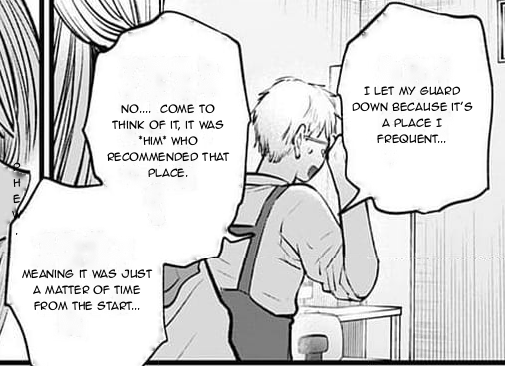 I LET MY GUARD
DOWN BECAUSE IT'S
A PLACE I
FREQUENT...
NO.... COME TO
THINK OF IT, IT WAS
"HIM" WHO
RECOMMENDED THAT
PLACE.
MEANING IT WAS JUST
A MATTER OF TIME
FROM THE START...